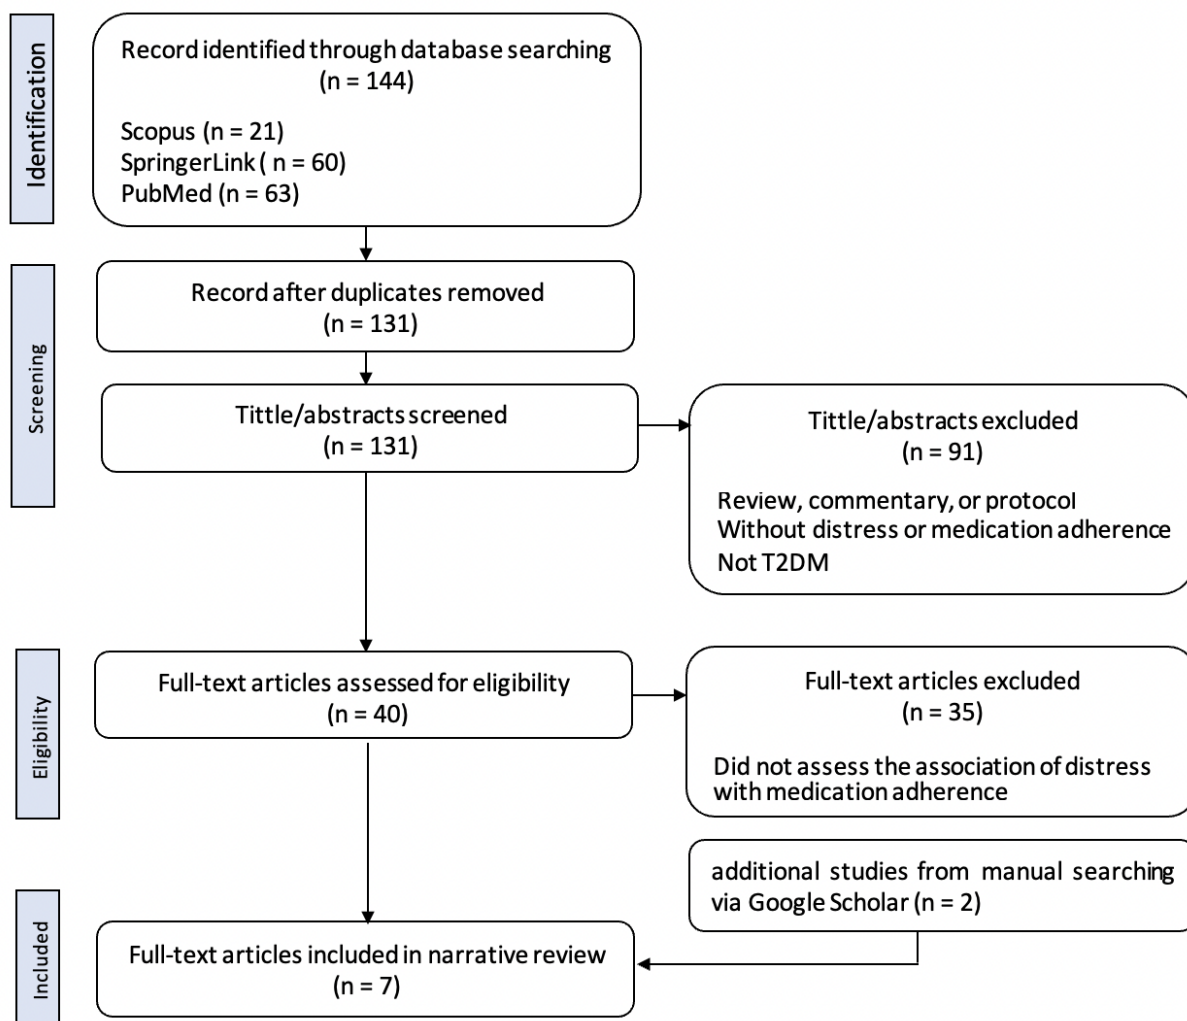 Identification
Record identified through database searching
(n = 144)
Scopus (n = 21)
SpringerLink ( n = 60)
PubMed (n = 63)
Screening
Record after duplicates removed
(n = 131)
Tittle/abstracts screened
(n = 131)
Tittle/abstracts excluded
(n = 91)
Review, commentary, or protocol
Without distress or medication adherence
Not T2DM
Eligibility
Full-text articles assessed for eligibility
(n = 40)
Full-text articles excluded
(n = 35)
Did not assess the association of distress
with medication adherence
additional studies from manual searching
via Google Scholar (n = 2)
Included
Full-text articles included in narrative review
(n = 7)